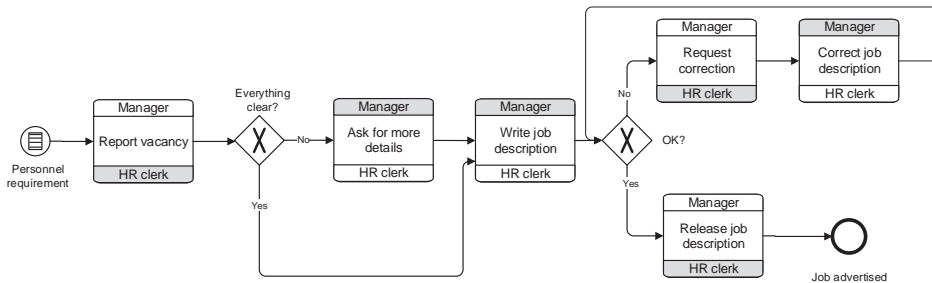 Personnel
requirement
Manager
Report vacancy
HR clerk
Everything
clear?
No
Yes
Manager
Ask for more
details
HR clerk
Manager
Write job
description
HR clerk
OK?
No
Yes
Manager
Request
correction
HR clerk
Manager
Correct job
description
HR clerk
Manager
Release job
description
HR clerk
Job advertised